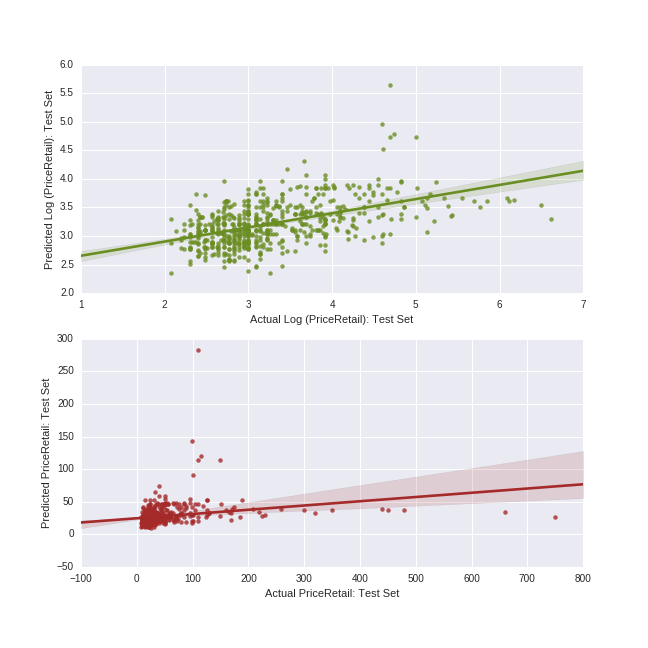 6.0
5.5
5.0
4.5
4.0
3.5
3.0
2.5
2.0
Predicted Log (PriceRetail): Test Set
1 2 3 4 5 6 7
Actual Log (PriceRetail): Test Set
300
250
200
150
100
50
0
−50
Predicted PriceRetail: Test Set
−100 0 100 200 300 400 500 600 700 800
Actual PriceRetail: Test Set